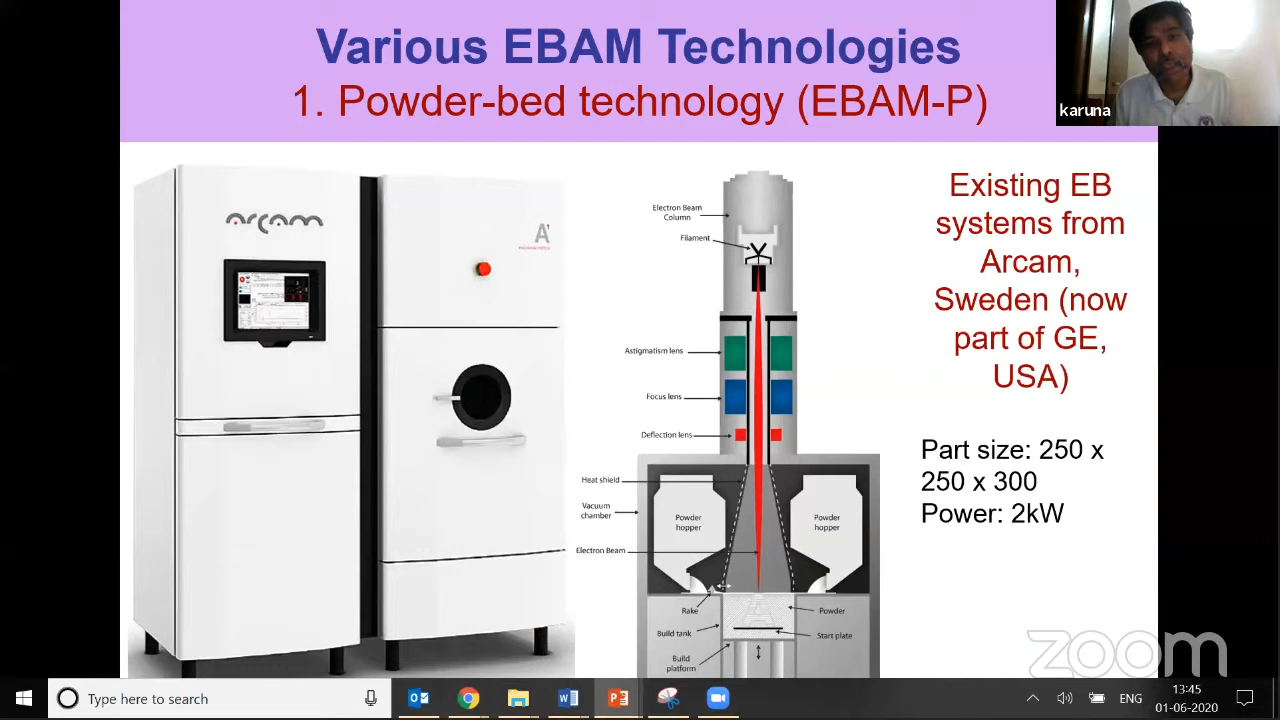 Various EBAM Technologies
1. Powder-bed technology (EBAM-P)
karuna
arcam
Existing EB
systems from
Arcam,
Sweden (now
part of GE,
USA)
Part size: 250 x
250 x 300
Power: 2kW
Electron Beam
Column
Filament
Astigmatism lens
Focus lens
Deflection lens
Heat shield
Vacuum
chamber
Powder
hopper
Powder
hopper
Electron Beam
Rake
Powder
Build tank
Start plate
Build
platform
zoom
Type here to search
ENG
13:45
01-06-2020